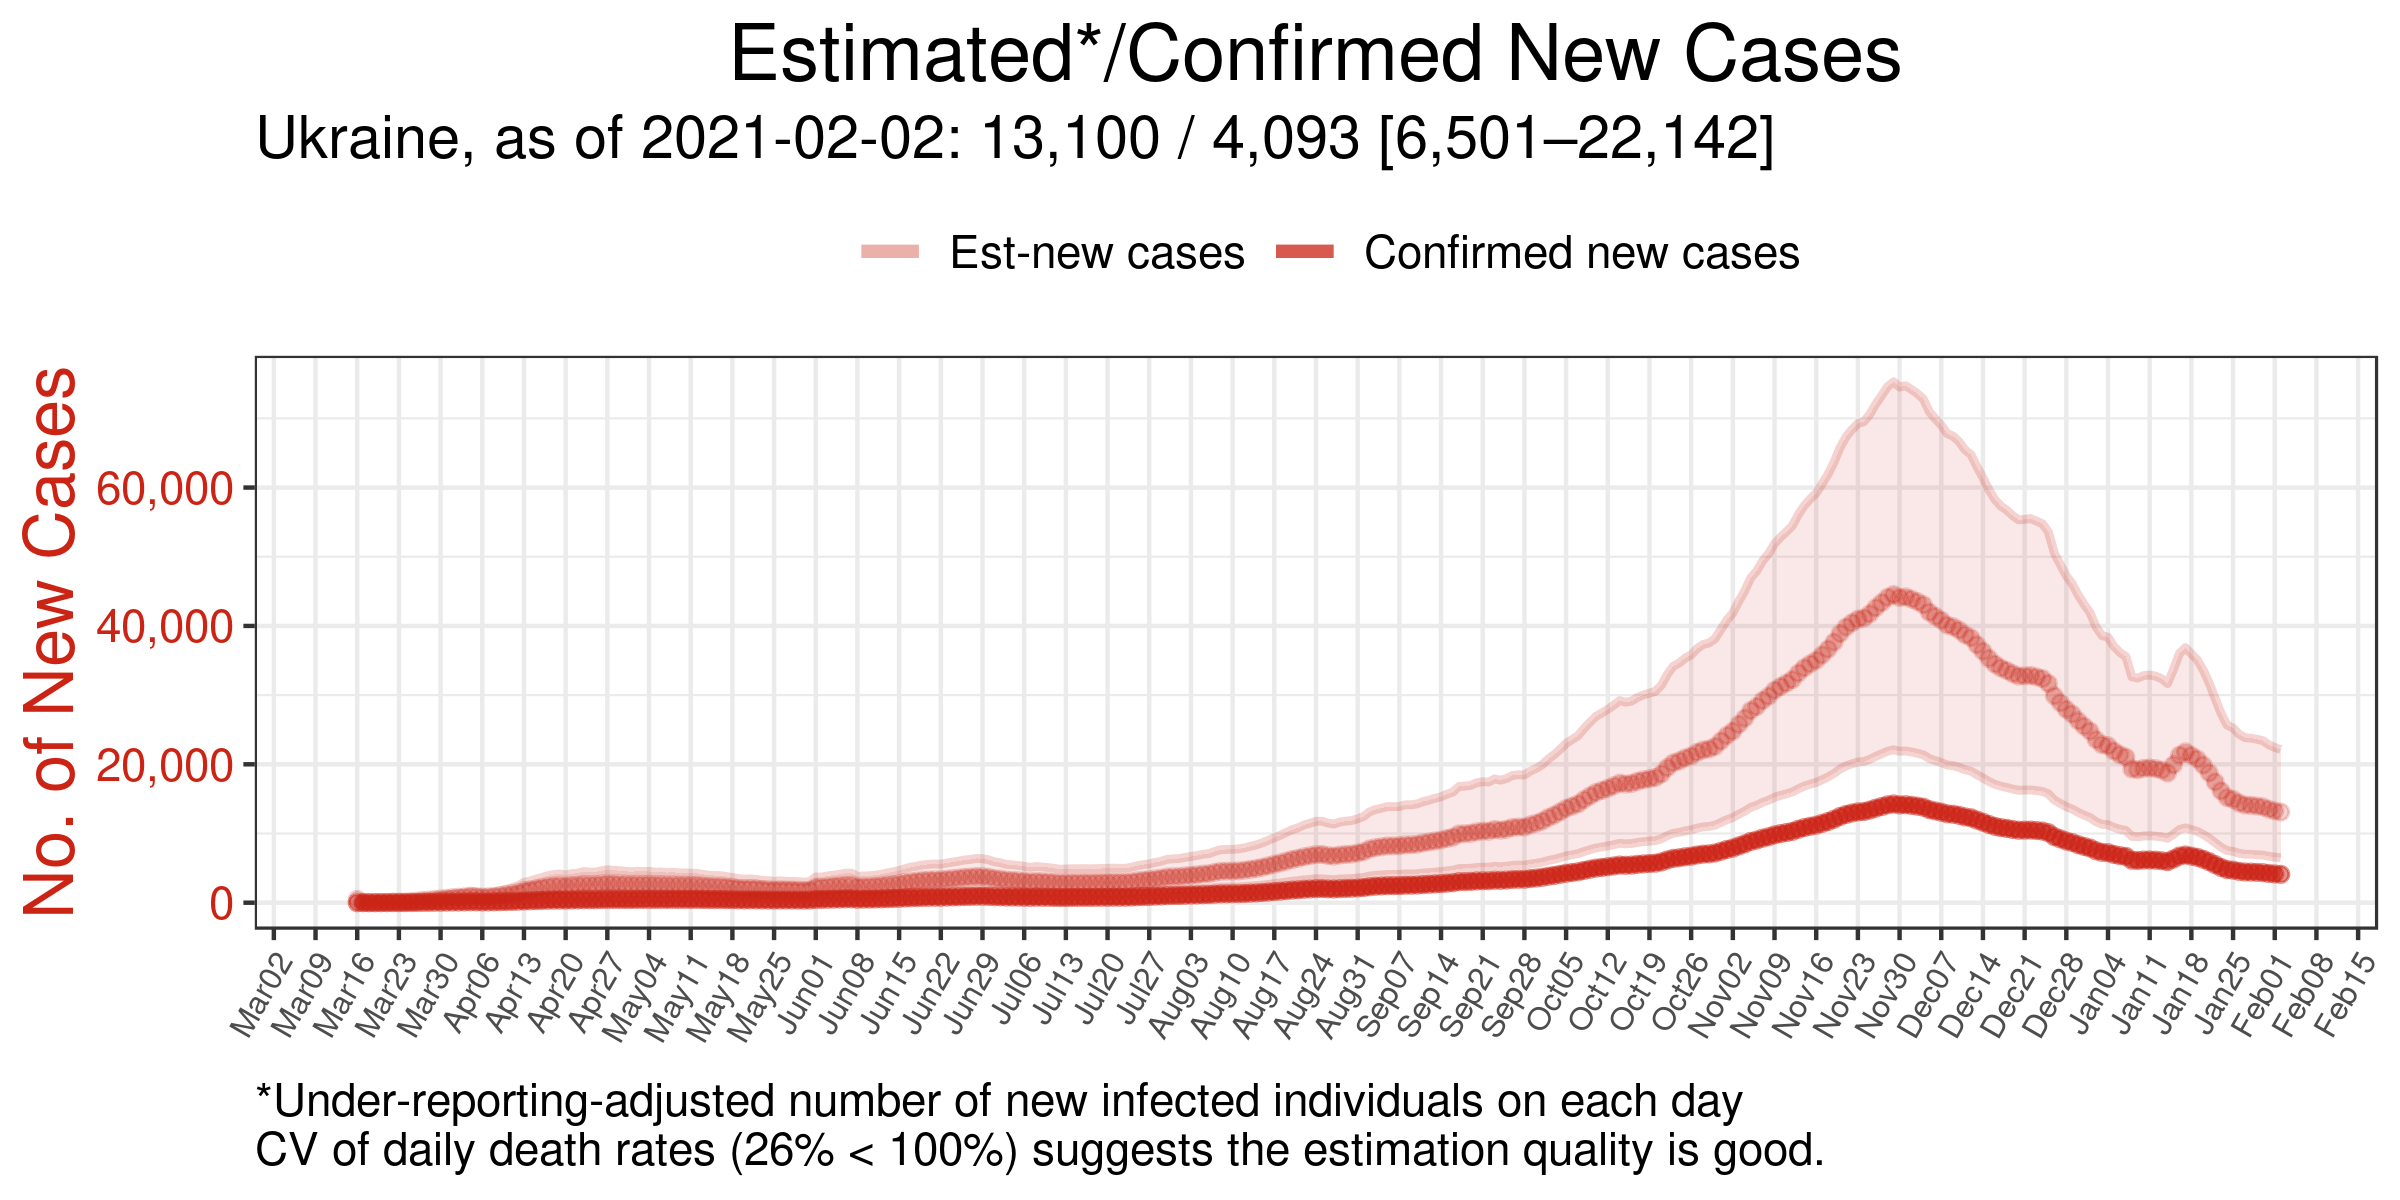 Estimated*/Confirmed New Cases
Ukraine, as of 2021-02-02: 13,100 / 4,093 [6,501–22,142]
Est-new cases Confirmed new cases
No. of New Cases
60,000
40,000
20,000
0
Mar02 Mar09 Mar16 Mar23 Mar30 Apr06 Apr13 Apr20 Apr27 May04 May11 May18 May25 Jun01 Jun08 Jun15 Jun22 Jun29 Jul06 Jul13 Jul20 Jul27 Aug03 Aug10 Aug17 Aug24 Aug31 Sep07 Sep14 Sep21 Sep28 Oct05 Oct12 Oct19 Oct26 Nov02 Nov09 Nov16 Nov23 Nov30 Dec07 Dec14 Dec21 Dec28 Jan04 Jan11 Jan18 Jan25 Feb01 Feb08 Feb15
*Under-reporting-adjusted number of new infected individuals on each day
CV of daily death rates (26% < 100%) suggests the estimation quality is good.